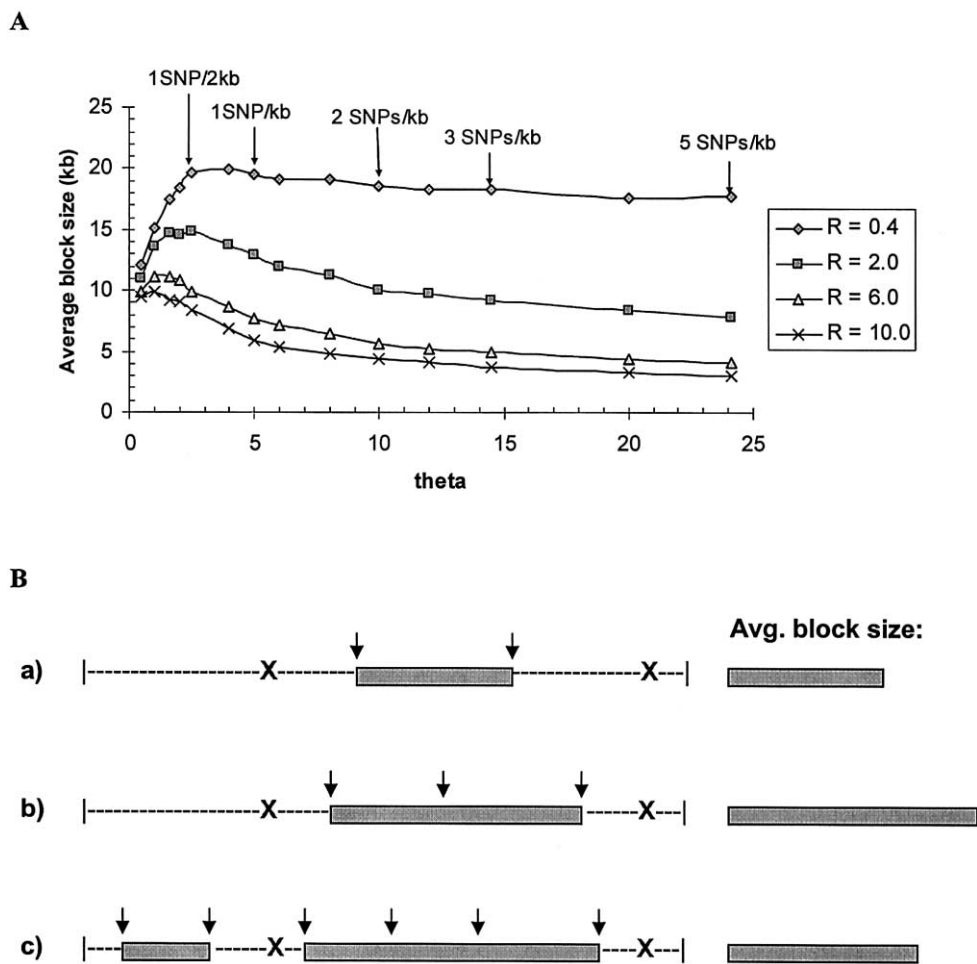 A
1SNP/2kb
1SNP/kb
2 SNPs/kb
3 SNPs/kb
5 SNPs/kb
25
20
15
10
5
0
Average block size (kb)
0 5 10 15 20 25
theta
R = 0.4
R = 2.0
R = 6.0
R = 10.0
B
Avg. block size:
a) X X
b) X X
c) X X